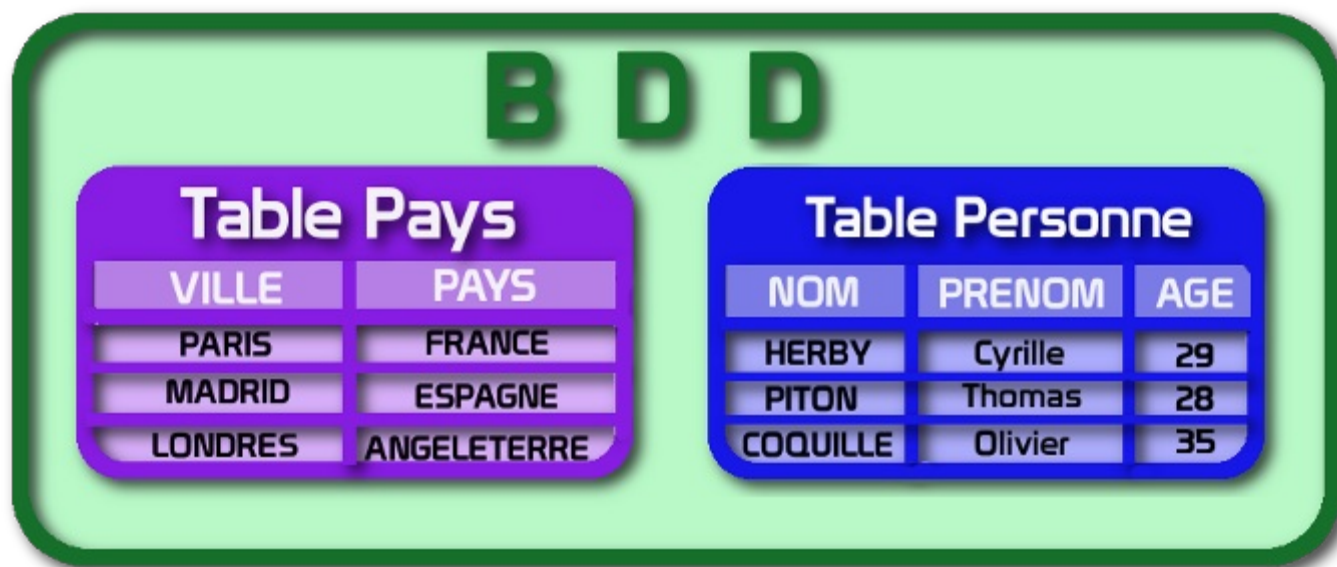 B D D
Table Pays
VILLE PAYS
PARIS FRANCE
MADRID ESPAGNE
LONDRES ANGELETERRE
Table Personne
NOM PRENOM AGE
HERBY Cyrille 29
PITON Thomas 28
COQUILLE Olivier 35